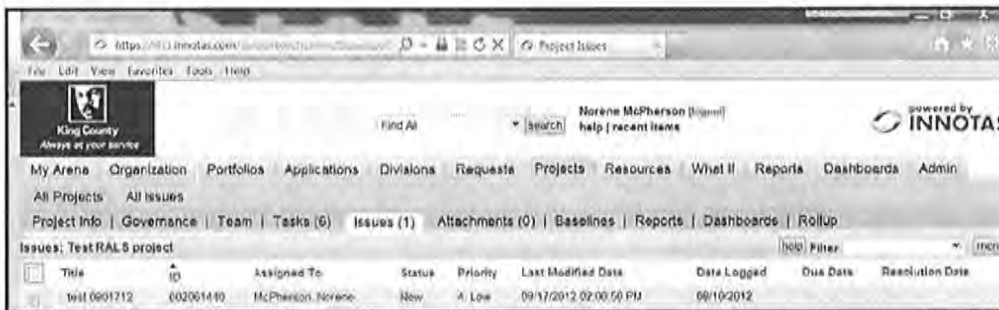 Project Issues
File Edit View Favorites Tools Help
King County
Always at your service
Find All search
Norene McPherson [logout]
help | recent items
powered by
INNOTAS
My Arena Organization Portfolios Applications Divisions Requests Projects Resources What If Reports Dashboards Admin
All Projects All Issues
Project Info | Governance | Team | Tasks (6) Issues (1) Attachments (0) | Baselines | Reports | Dashboards | Rollup
Issues: Test RALS project help Filter
Title ID Assigned To Status Priority Last Modified Date Date Logged Due Date Resolution Date
test 0901712 002061440 McPherson, Norene New 4. Low 09/17/2012 02:00:50 PM 09/10/2012